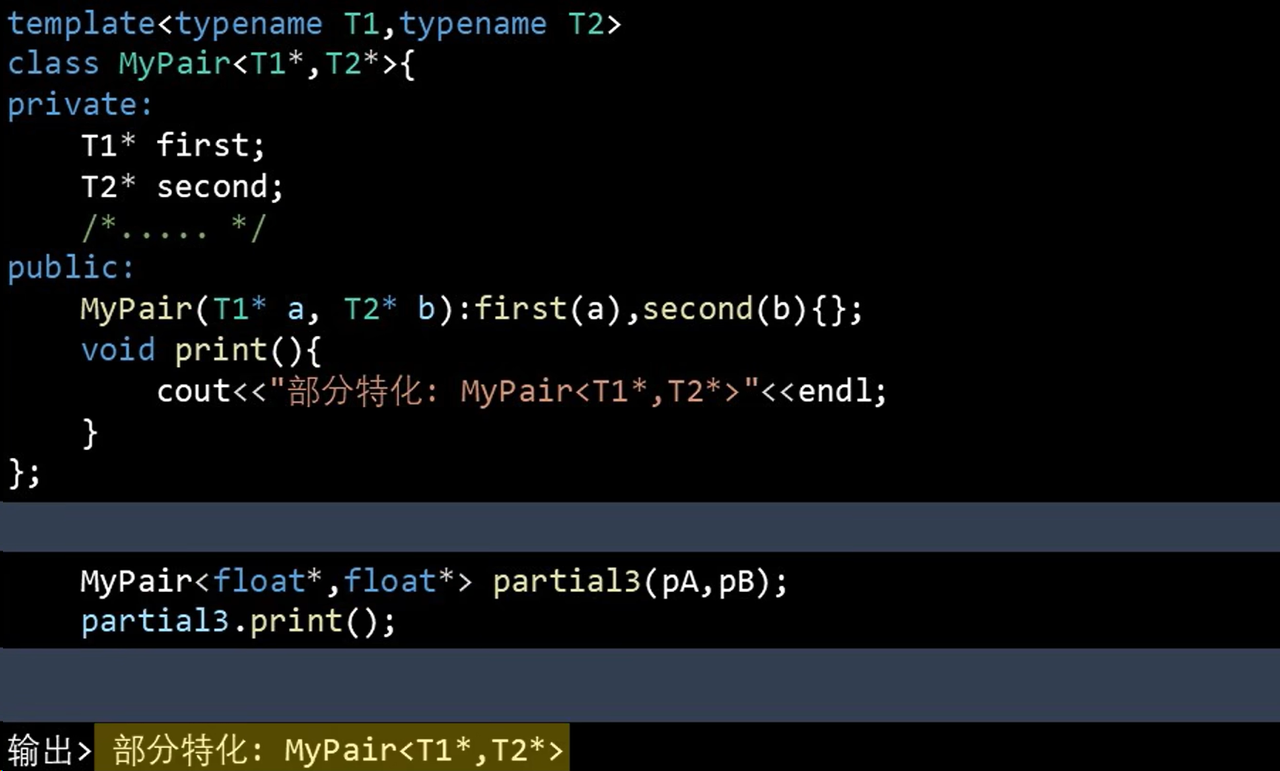 template<typename T1,typename T2>
class MyPair<T1*,T2*>{
private:
    T1* first;
    T2* second;
    /*..... */
public:
    MyPair(T1* a, T2* b):first(a),second(b){};
    void print(){
        cout<<"部分特化: MyPair<T1*,T2*>"<<endl;
    }
};
    MyPair<float*,float*> partial3(pA,pB);
    partial3.print();
输出> 部分特化: MyPair<T1*,T2*>